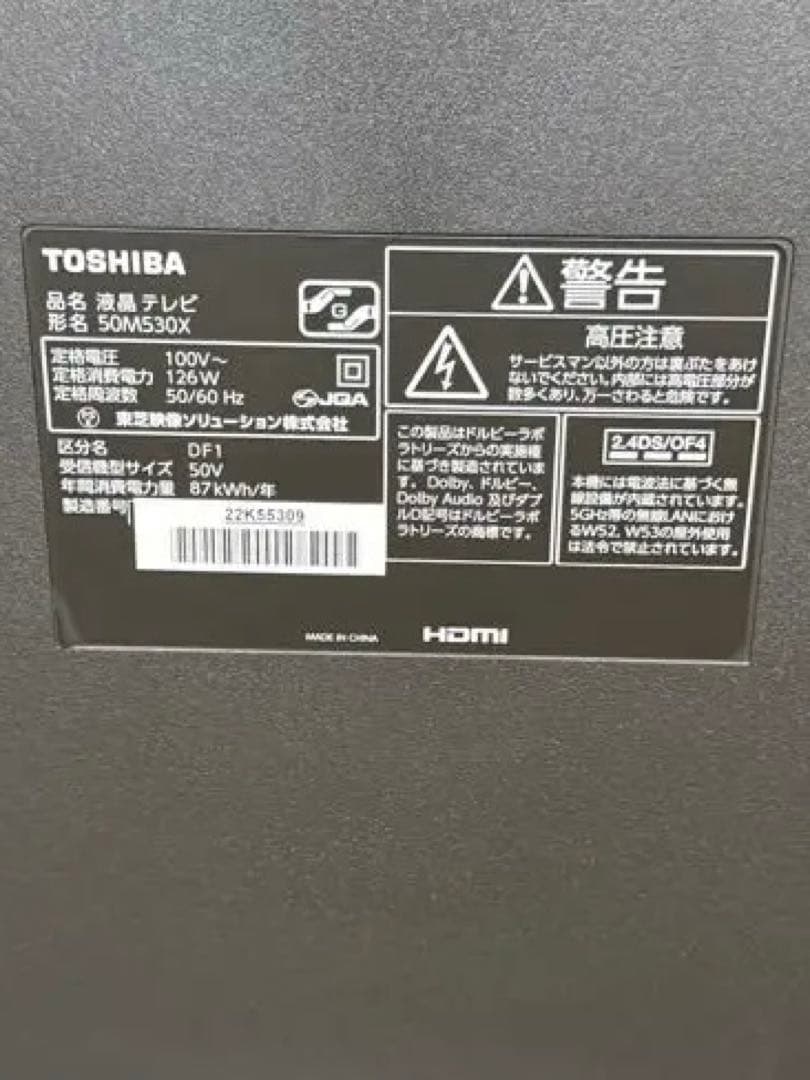 TOSHIBA
品名 液晶テレビ
形名 50M530X
定格電圧 100V～
定格消費電力 126W
定格周波数 50/60 Hz
JQA
東芝映像ソリューション株式会社
区分名 DF1
受信機型サイズ 50V
年間消費電力量 87kWh/年
製造番号
22K55309
警告
高圧注意
サービスマン以外の方は裏ぶたをあけ
ないでください。内部には高電圧部分が
数多くあり、万一さわると危険です。
この製品はドルビーラボ
ラトリーズからの実施権
に基づき製造されていま
す。Dolby、ドルビー、
Dolby Audio 及びダブ
ルD記号はドルビーラボ
ラトリーズの商標です。
2.4DS/OF4
本機には電波法に基づく無
線設備が内蔵されています。
5GHz帯の無線LANにおけ
るW52、W53の屋外使用
は法令で禁止されています。
MADE IN CHINA
HDMI